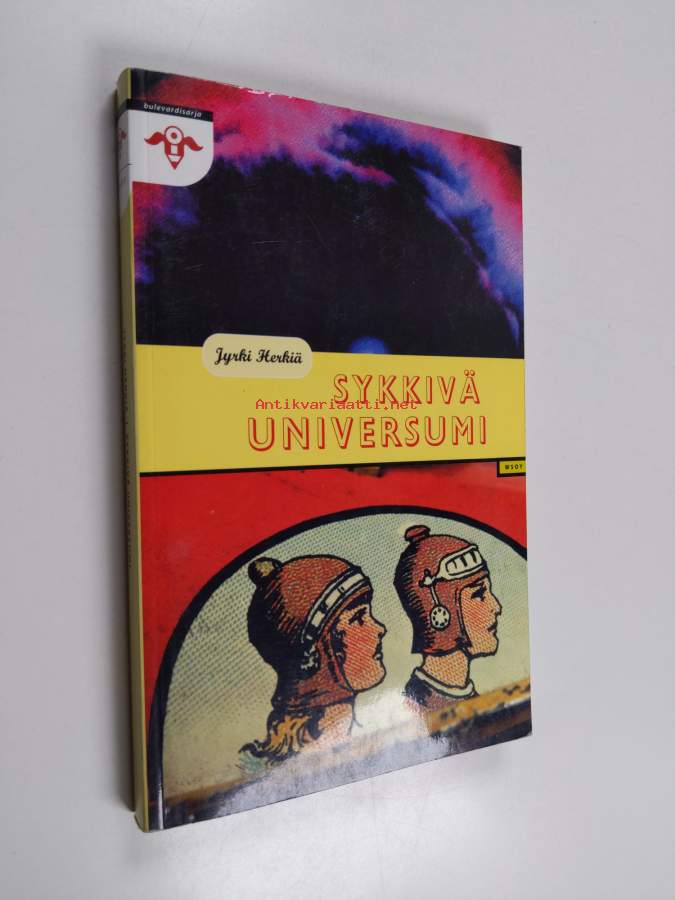 bulevardisarja
Jyrki Herkiä
SYKKIVÄ
Antikvariaatti.net
UNIVERSUMI
WSOY